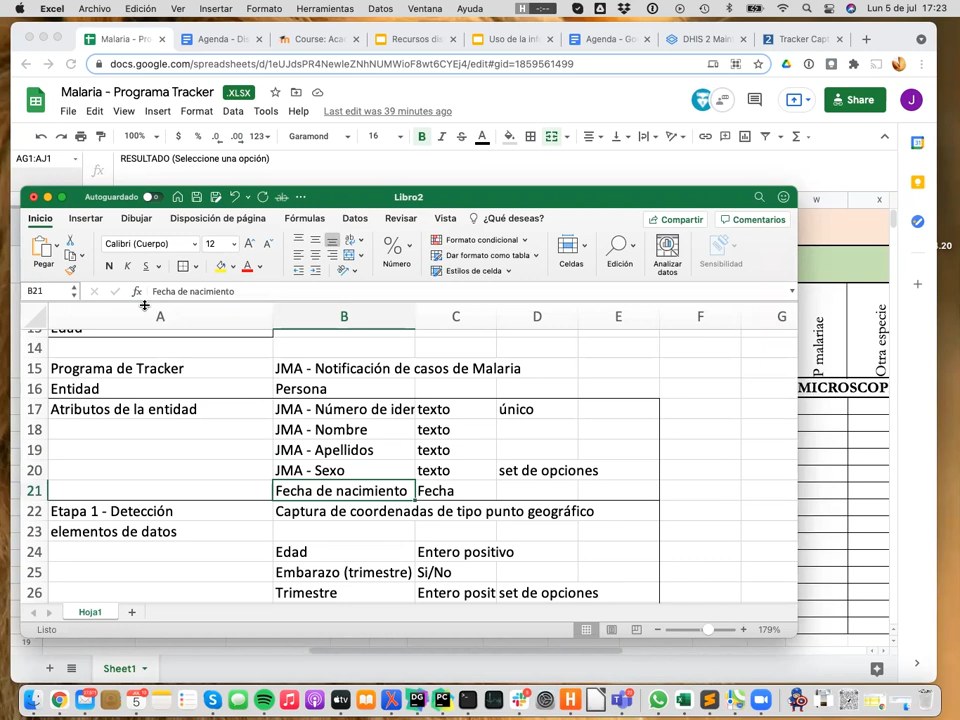 Excel Archivo Edición Ver Insertar Formato Herramientas Datos Ventana Ayuda H --:-- Lun 5 de jul 17:23
Malaria - Pro Agenda - Dis Course: Aca Recursos di Uso de la inf Agenda - Go DHIS 2 Main Tracker Cap
docs.google.com/spreadsheets/d/1eUJdsPR4NewleZNhNUMWioF8wt6CYEj4/edit#gid=1859561499
Malaria - Programa Tracker .XLSX
File Edit View Insert Format Data Tools Help Last edit was 39 minutes ago
Share J
100% $ % .0 .00 123 Garamond 16 B I S A
AG1:AJ1 fx RESULTADO (Seleccione una opción)
Autoguardado Libro2
Inicio Insertar Dibujar Disposición de página Fórmulas Datos Revisar Vista ¿Qué deseas? Compartir Comentarios
Pegar Calibri (Cuerpo) 12 N K S A
Número Formato condicional Dar formato como tabla Estilos de celda Celdas Edición Analizar datos Sensibilidad
B21 fx Fecha de nacimiento
A B C D E F G
13 Edad
14
15 Programa de Tracker JMA - Notificación de casos de Malaria
16 Entidad Persona
17 Atributos de la entidad JMA - Número de iden texto único
18 JMA - Nombre texto
19 JMA - Apellidos texto
20 JMA - Sexo texto set de opciones
21 Fecha de nacimiento Fecha
22 Etapa 1 - Detección Captura de coordenadas de tipo punto geográfico
23 elementos de datos
24 Edad Entero positivo
25 Embarazo (trimestre) Si/No
26 Trimestre Entero posit set de opciones
Hoja1
Listo 179%
W X
3.20
P malariae
Otra especie
MICROSCOP
19
Sheet1